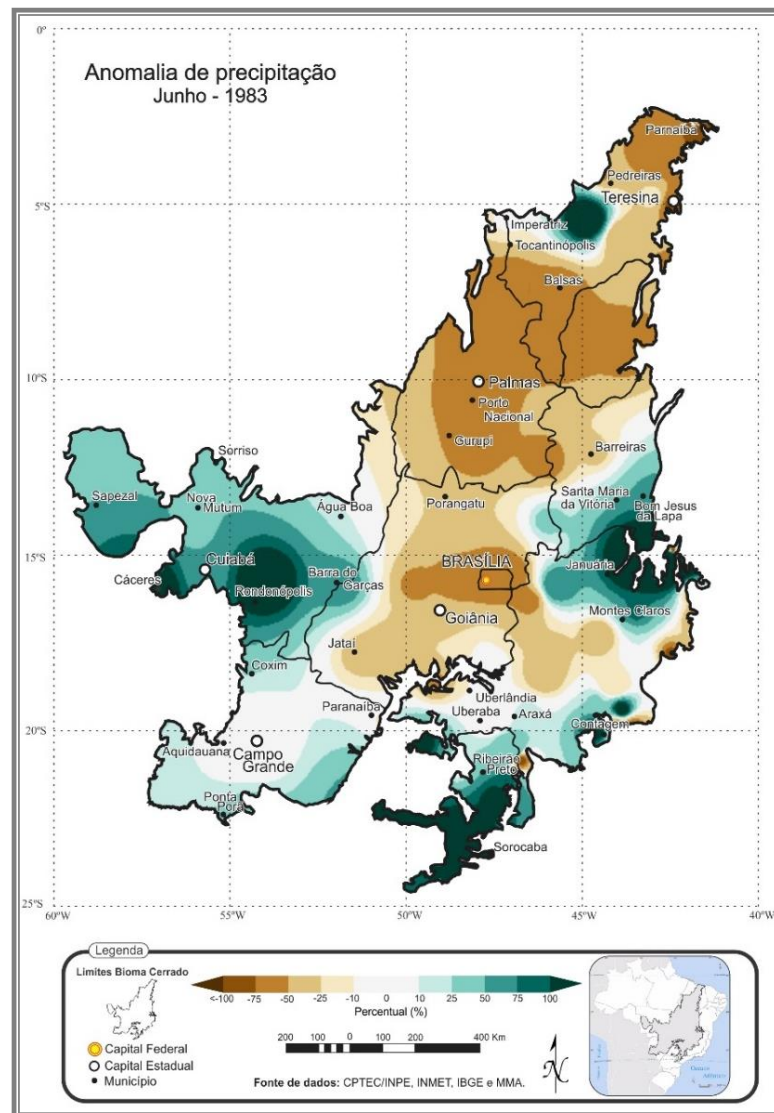 0°
Anomalia de precipitação
Junho - 1983
Parnaíba
Pedreiras
Teresina
5°S
Imperatriz
Tocantinópolis
Balsas
10°S
Palmas
Porto
Nacional
Gurupi
Barreiras
Sorriso
Sapezal
Nova
Mutum
Água Boa
Porangatu
Santa Maria
da Vitória
Bom Jesus
da Lapa
15°S
Cuiabá
BRASÍLIA
Januária
Cáceres
Rondonópolis
Barra do
Garças
Goiânia
Montes Claros
Jataí
Coxim
Paranaíba
Uberlândia
Uberaba
Araxá
Contagem
20°S
Aquidauana
Campo
Grande
Ribeirão
Preto
Ponta
Porã
Sorocaba
25°S
60°W
55°W
50°W
45°W
40°W
Legenda
Limites Bioma Cerrado
<-100 -75 -50 -25 -10 0 10 25 50 75 100
Percentual (%)
Capital Federal
Capital Estadual
Município
200 100 0 100 200 400 Km
N
Fonte de dados: CPTEC/INPE, INMET, IBGE e MMA.